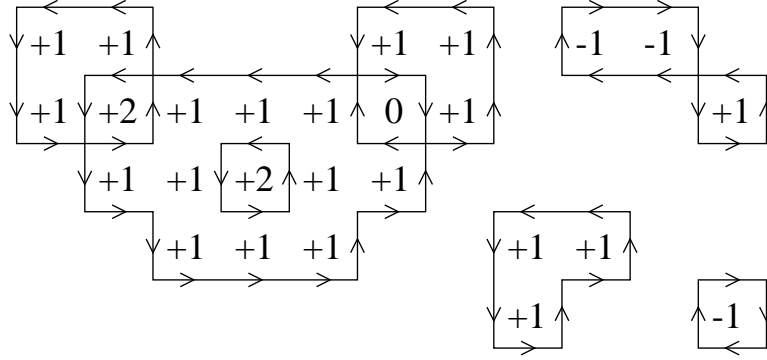 +1 +1 +1 +1 -1 -1
+1 +2 +1 +1 +1 0 +1 +1
+1 +1 +2 +1 +1
+1 +1 +1 +1 +1
+1 -1